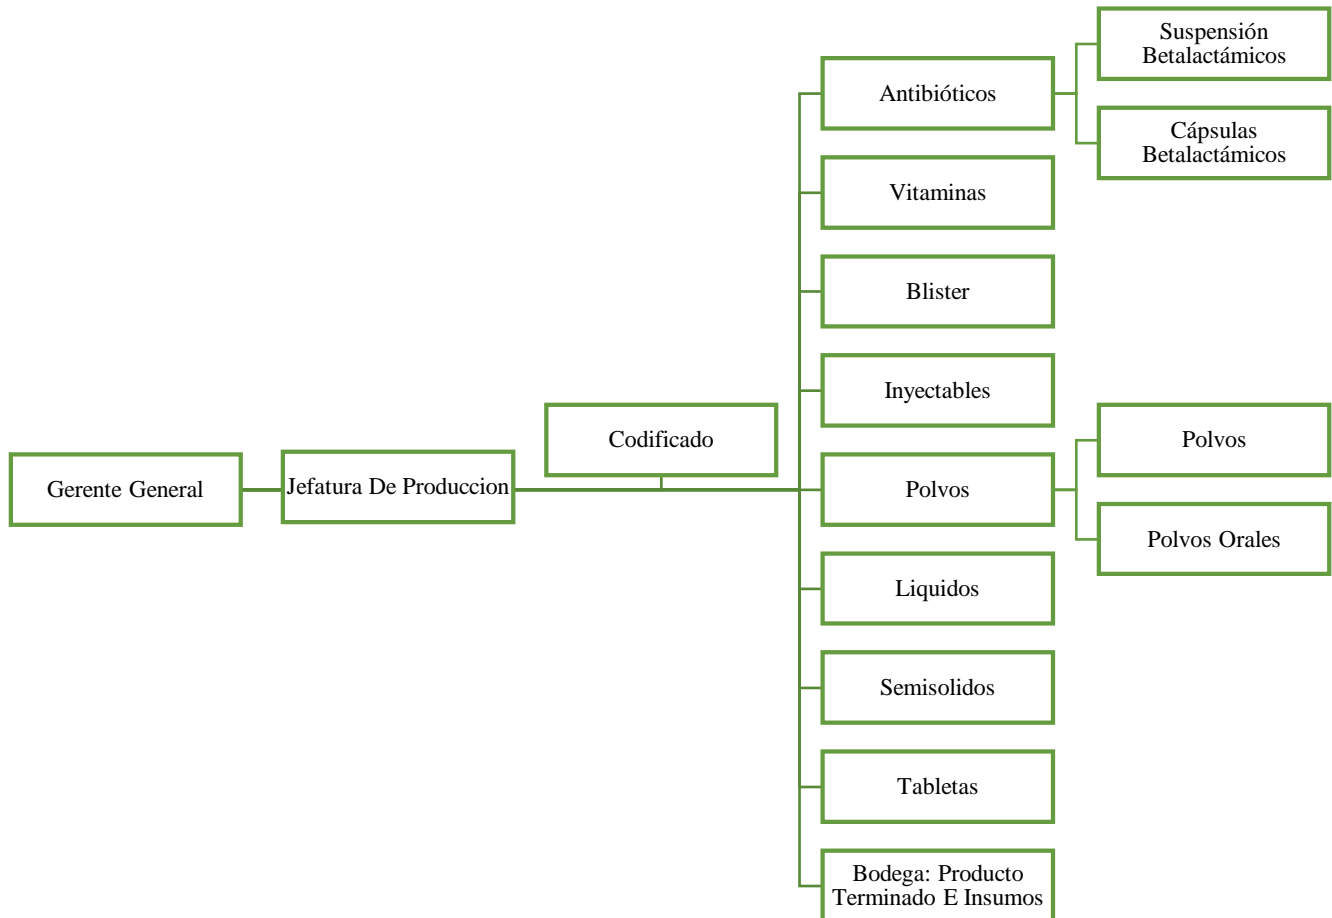 Gerente General
Jefatura De Produccion
Codificado
Antibióticos
Suspensión
Betalactámicos
Cápsulas
Betalactámicos
Vitaminas
Blister
Inyectables
Polvos
Polvos
Polvos Orales
Liquidos
Semisolidos
Tabletas
Bodega: Producto
Terminado E Insumos